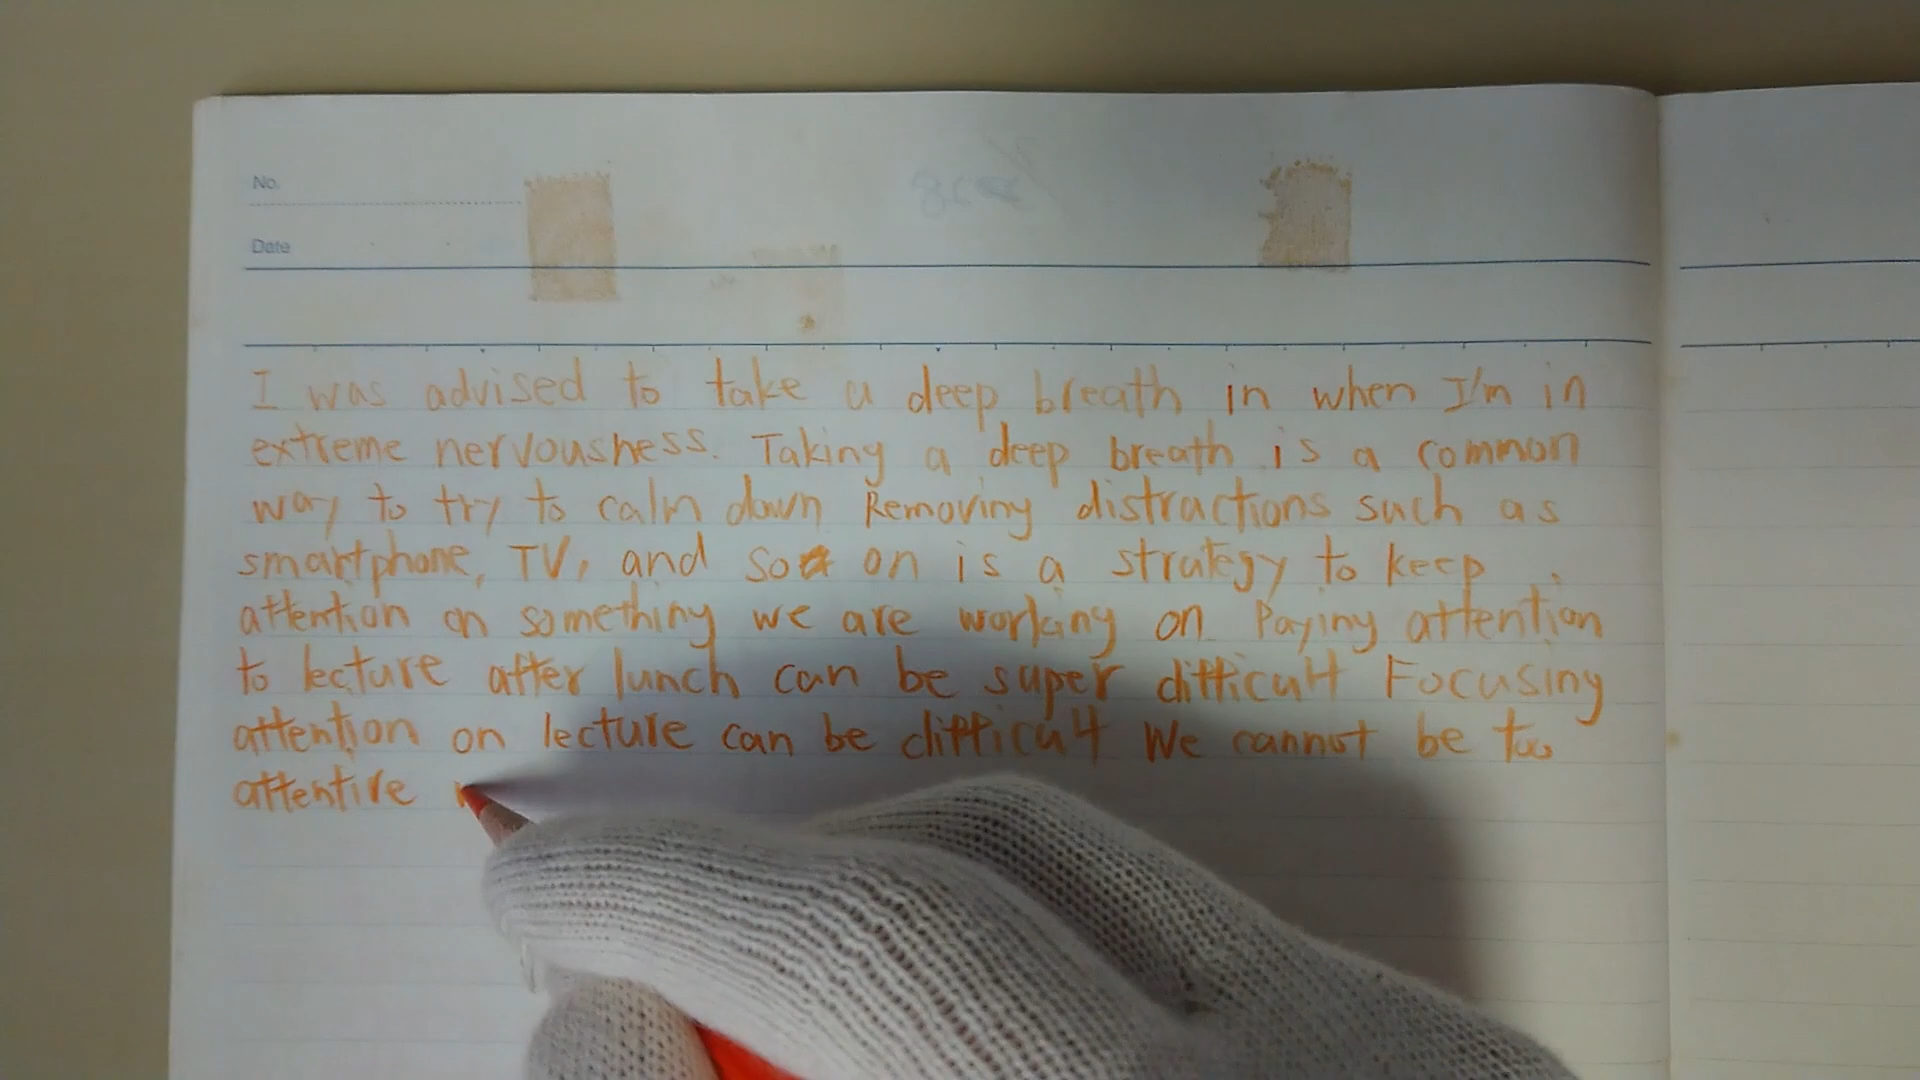 No.
Date
I was advised to take a deep breath in when I'm in
extreme nervousness. Taking a deep breath is a common
way to try to calm down Removing distractions such as
smartphone, TV, and so on is a strategy to keep
attention on something we are working on Paying attention
to lecture after lunch can be super difficult Focusing
attention on lecture can be difficult We cannot be too
attentive